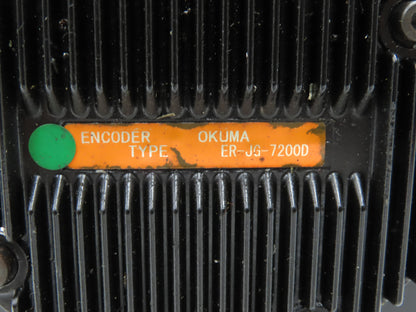 ENCODER OKUMA
TYPE ER-JG-7200D